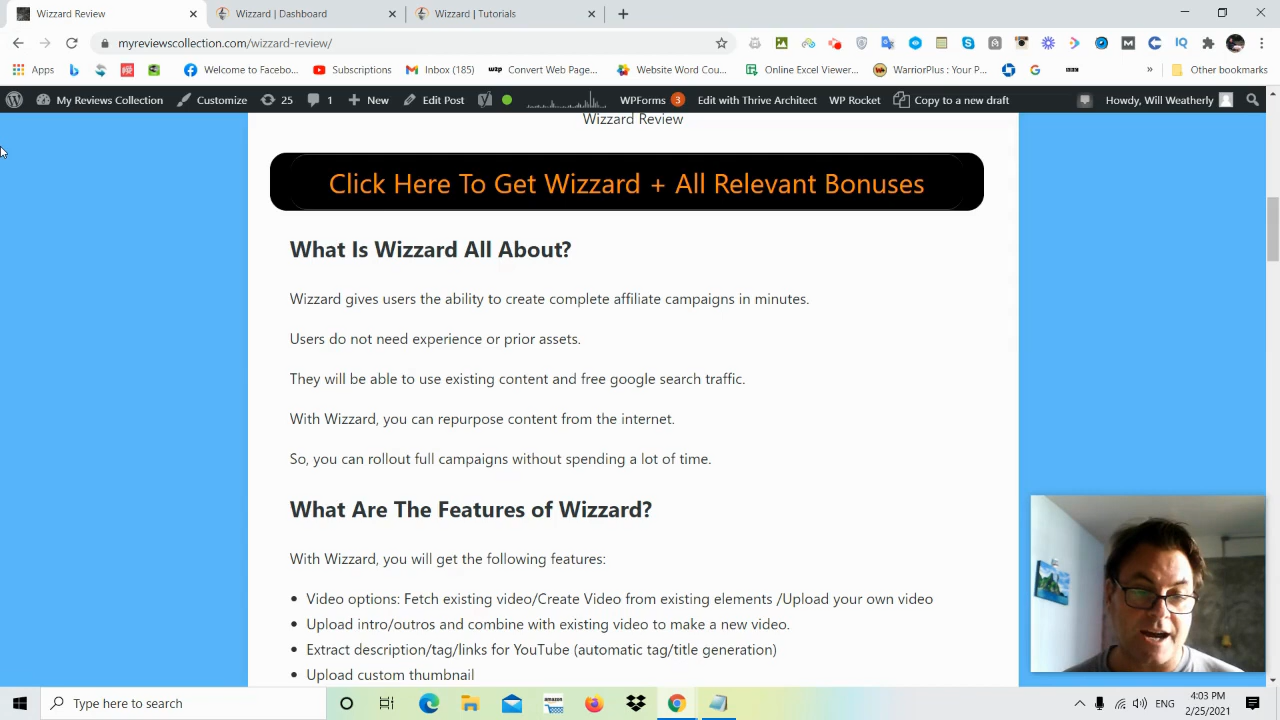 Wizzard Review
Wizzard | Dashboard
Wizzard | Tutorials
myreviewscollection.com/wizzard-review/
Apps
Welcome to Facebo...
Subscriptions
Inbox (185)
Convert Web Page...
Website Word Cou...
Online Excel Viewer...
WarriorPlus : Your P...
Other bookmarks
My Reviews Collection
Customize
25
1
New
Edit Post
WPForms 3
Edit with Thrive Architect
WP Rocket
Copy to a new draft
Howdy, Will Weatherly
Wizzard Review
Click Here To Get Wizzard + All Relevant Bonuses
What Is Wizzard All About?
Wizzard gives users the ability to create complete affiliate campaigns in minutes.
Users do not need experience or prior assets.
They will be able to use existing content and free google search traffic.
With Wizzard, you can repurpose content from the internet.
So, you can rollout full campaigns without spending a lot of time.
What Are The Features of Wizzard?
With Wizzard, you will get the following features:
Video options: Fetch existing video/Create Video from existing elements /Upload your own video
Upload intro/outros and combine with existing video to make a new video.
Extract description/tag/links for YouTube (automatic tag/title generation)
Upload custom thumbnail
Type here to search
ENG
4:03 PM
2/25/2021